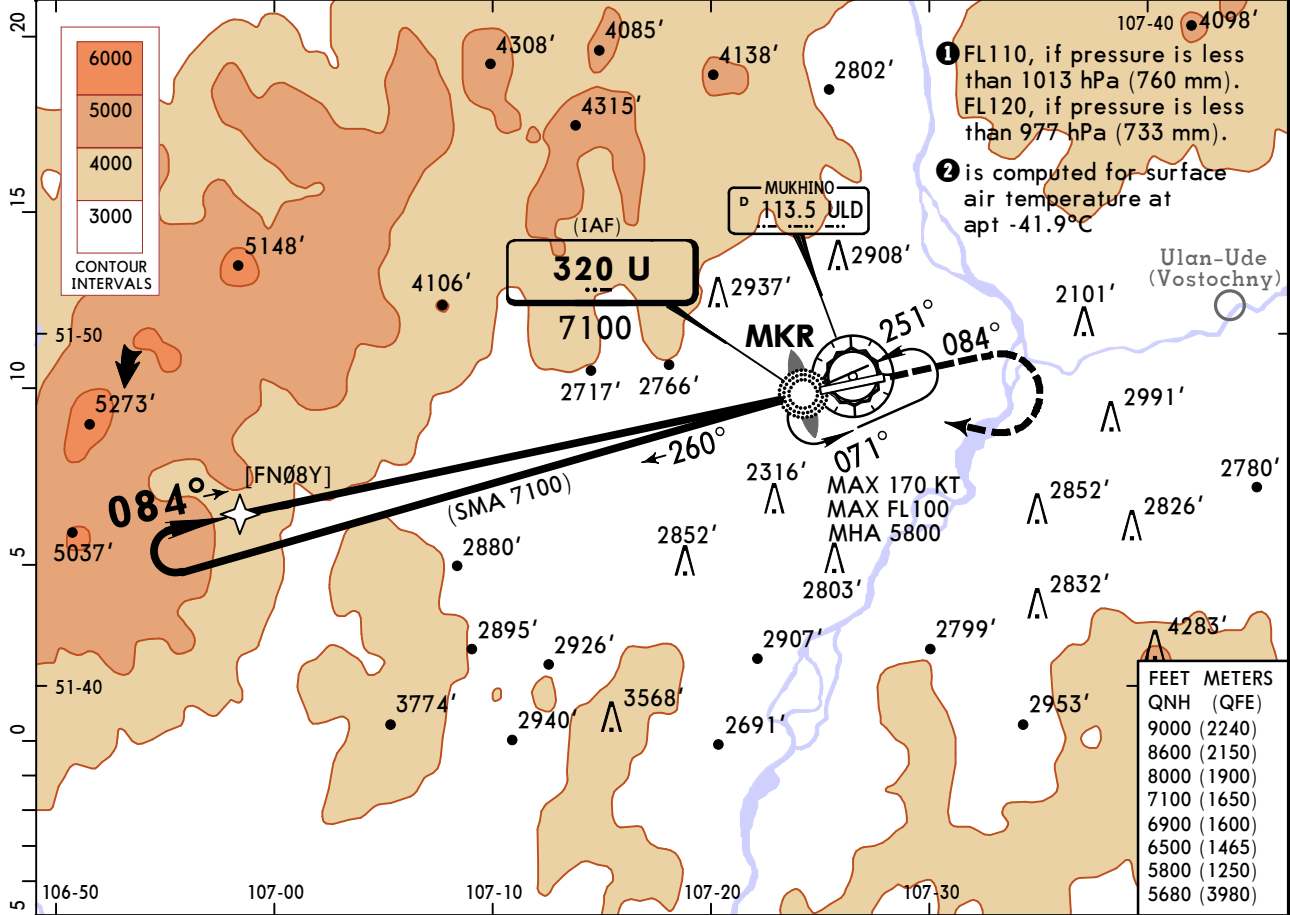 20
15
10
5
0
5
6000
5000
4000
3000
CONTOUR
INTERVALS
4308'
4085'
4138'
2802'
4315'
107-40
4098'
❶ FL110, if pressure is less
than 1013 hPa (760 mm).
FL120, if pressure is less
than 977 hPa (733 mm).
❷ is computed for surface
air temperature at
apt -41.9°C
MUKHINO
D 113.5 ULD
(IAF)
320 U
7100
5148'
4106'
2937'
2908'
2101'
Ulan-Ude
(Vostochny)
51-50
MKR
251°
084°
2717'
2766'
5273'
2991'
260°
071°
[FNØ8Y]
084°
(SMA 7100)
2316'
MAX 170 KT
MAX FL100
MHA 5800
2780'
2852'
2826'
5037'
2880'
2852'
2803'
2832'
2895'
2926'
2907'
2799'
4283'
51-40
3774'
2940'
3568'
2691'
2953'
FEET METERS
QNH (QFE)
9000 (2240)
8600 (2150)
8000 (1900)
7100 (1650)
6900 (1600)
6500 (1465)
5800 (1250)
5680 (3980)
106-50
107-00
107-10
107-20
107-30